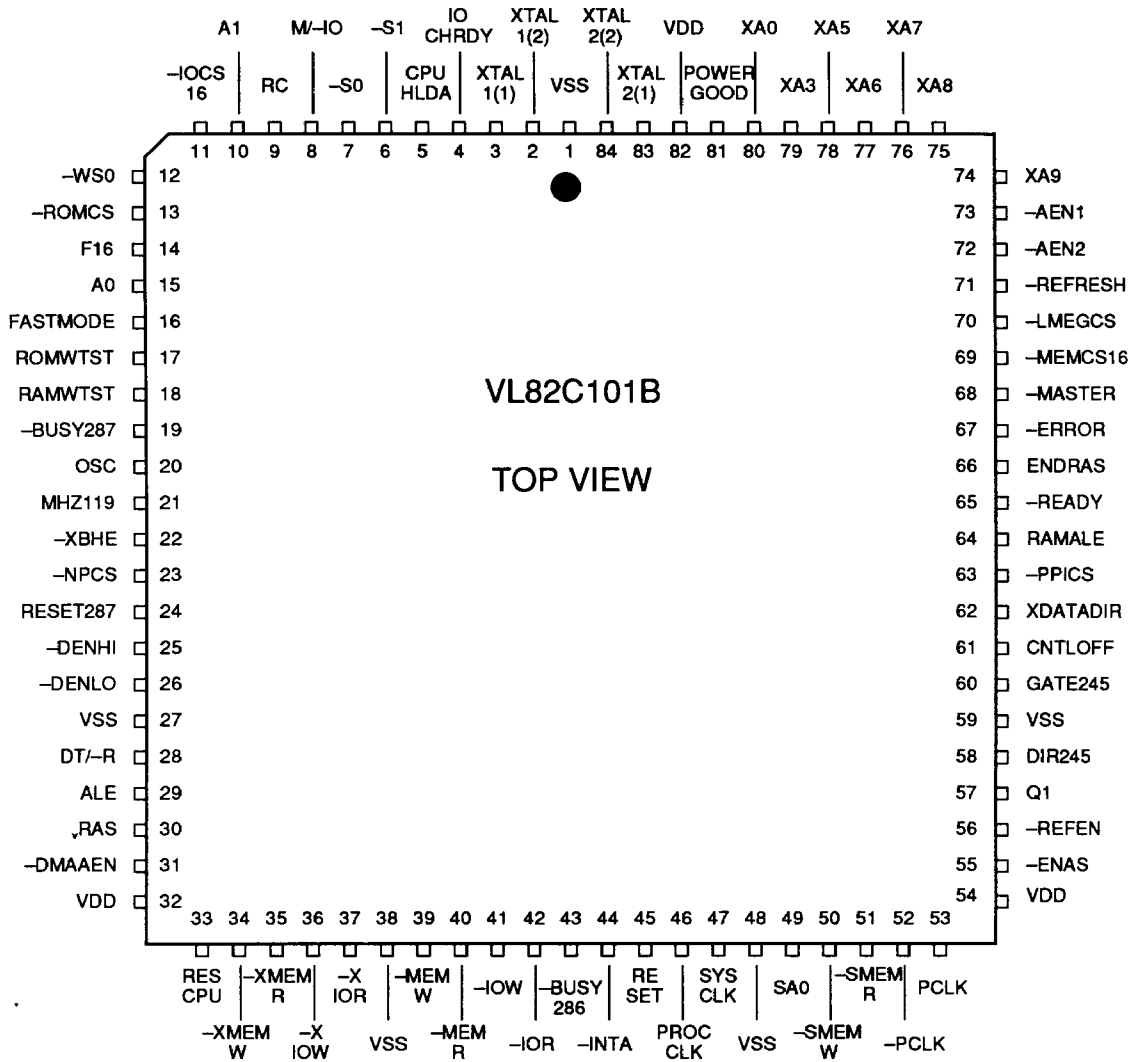 A1 M/–IO –S1 IO CHRDY XTAL 1(2) XTAL 2(2) VDD XA0 XA5 XA7
–IOCS 16 RC –S0 CPU HLDA XTAL 1(1) VSS XTAL 2(1) POWER GOOD XA3 XA6 XA8
11 10 9 8 7 6 5 4 3 2 1 84 83 82 81 80 79 78 77 76 75
–WS0 12 74 XA9
–ROMCS 13 73 –AEN1
F16 14 72 –AEN2
A0 15 71 –REFRESH
FASTMODE 16 70 –LMEGCS
ROMWTST 17 69 –MEMCS16
RAMWTST 18 68 –MASTER
–BUSY287 19 67 –ERROR
OSC 20 66 ENDRAS
MHZ119 21 65 –READY
–XBHE 22 64 RAMALE
–NPCS 23 63 –PPICS
RESET287 24 62 XDATADIR
–DENHI 25 61 CNTLOFF
–DENLO 26 60 GATE245
VSS 27 59 VSS
DT/–R 28 58 DIR245
ALE 29 57 Q1
RAS 30 56 –REFEN
–DMAAEN 31 55 –ENAS
VDD 32 54 VDD
VL82C101B
TOP VIEW
33 34 35 36 37 38 39 40 41 42 43 44 45 46 47 48 49 50 51 52 53
RES CPU –XMEM R –X IOR –MEM W –IOW –BUSY 286 RE SET SYS CLK SA0 –SMEM R PCLK
–XMEM W –X IOW VSS –MEM R –IOR –INTA PROC CLK VSS –SMEM W –PCLK